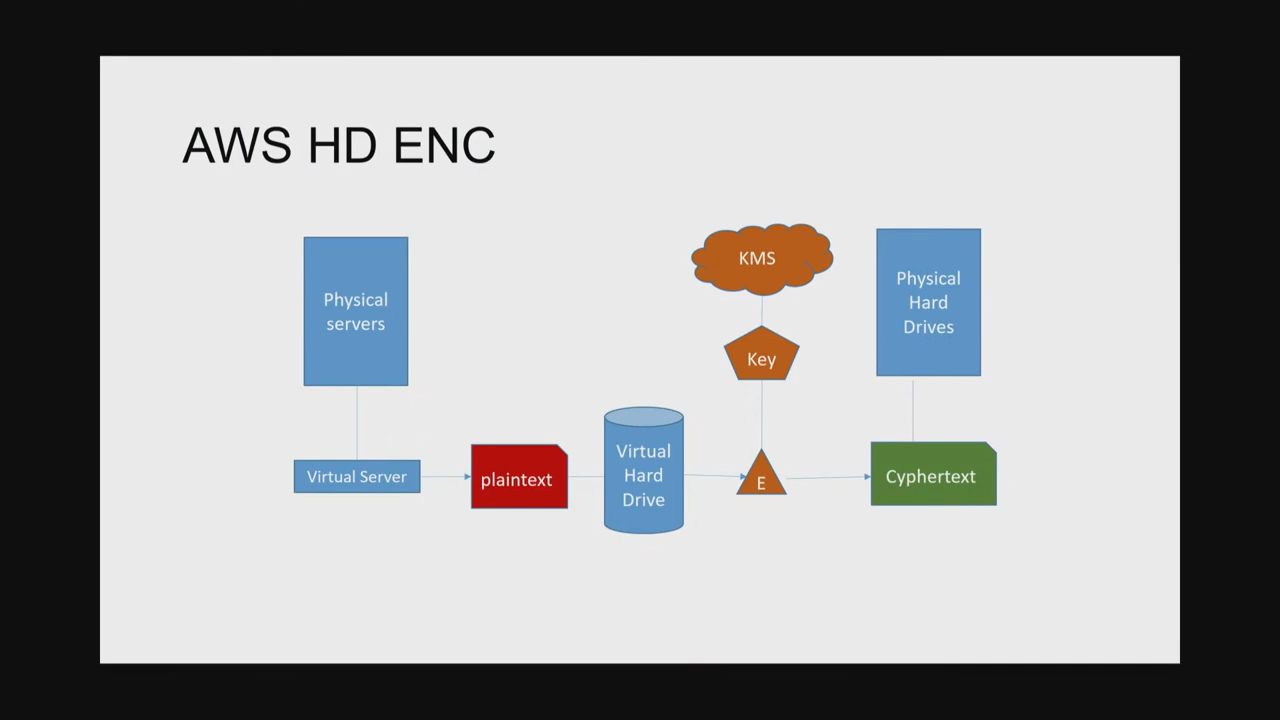 AWS HD ENC
KMS
Physical
servers
Physical
Hard
Drives
Key
Virtual Server
plaintext
Virtual
Hard
Drive
E
Cyphertext